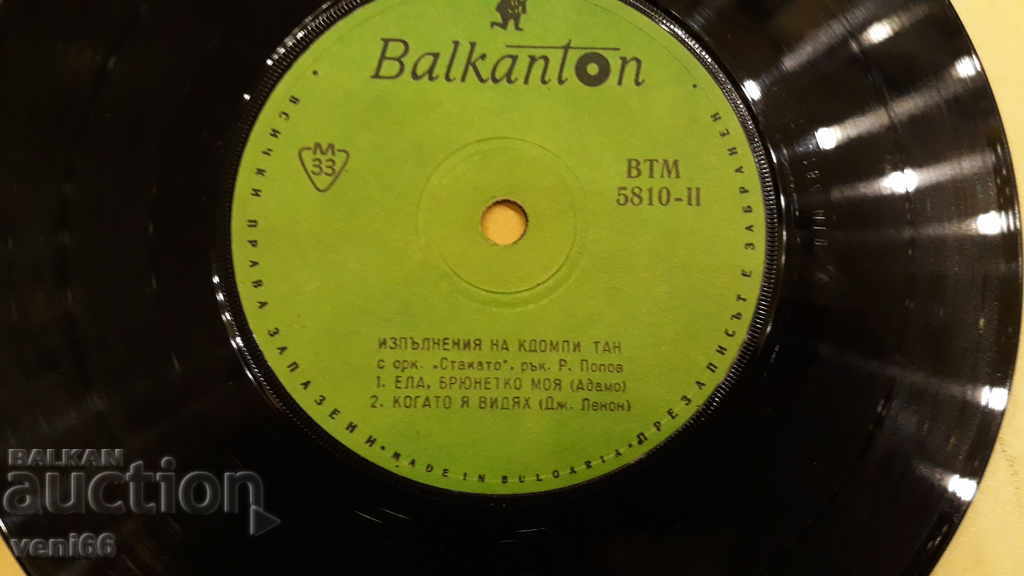 Balkanton
M
33
BTM
5810-II
ИЗПЪЛНЕНИЯ НА КДОМПИ ТАН
с орк. „Стакато", рък. Р. Попов
1. ЕЛА, БРЮНЕТКО МОЯ (Адамо)
2. КОГАТО Я ВИДЯХ (Дж. Ленон)
• ВСИЧКИ ПРАВА ЗАПАЗЕНИ • MADE IN BULGARIA • ПРЕЗАПИСЪТ Е ЗАБРАНЕН •
BALKAN
auction
veni66